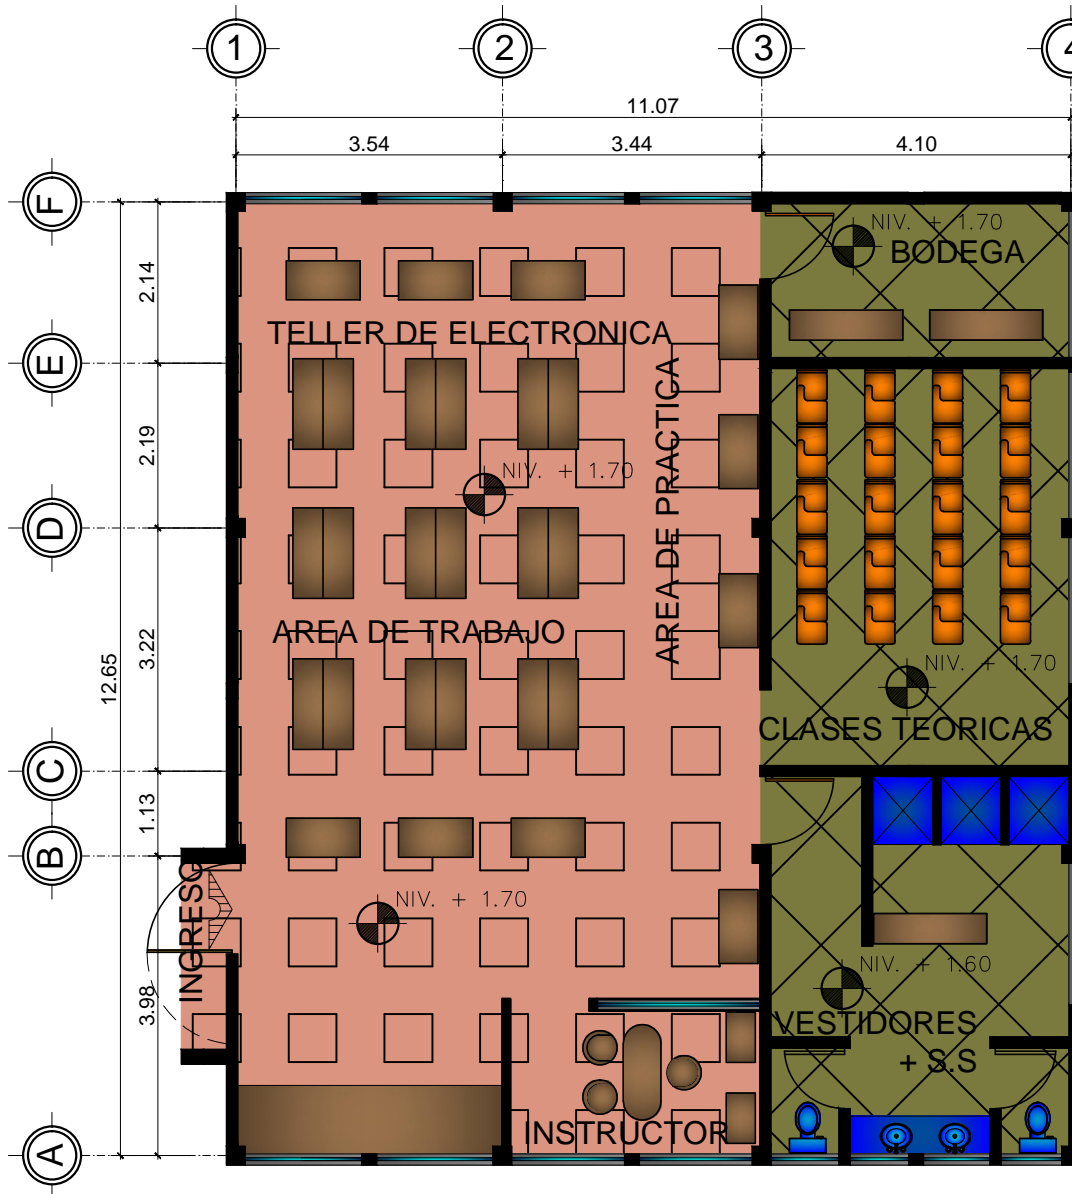 1
2
3
4
11.07
3.54
3.44
4.10
F
E
D
C
B
A
2.14
2.19
3.22
1.13
3.98
12.65
NIV. + 1.70
BODEGA
TELLER DE ELECTRONICA
AREA DE PRACTICA
NIV. + 1.70
AREA DE TRABAJO
NIV. + 1.70
CLASES TEORICAS
INGRESO
NIV. + 1.70
NIV. + 1.60
VESTIDORES
+ S.S
INSTRUCTOR